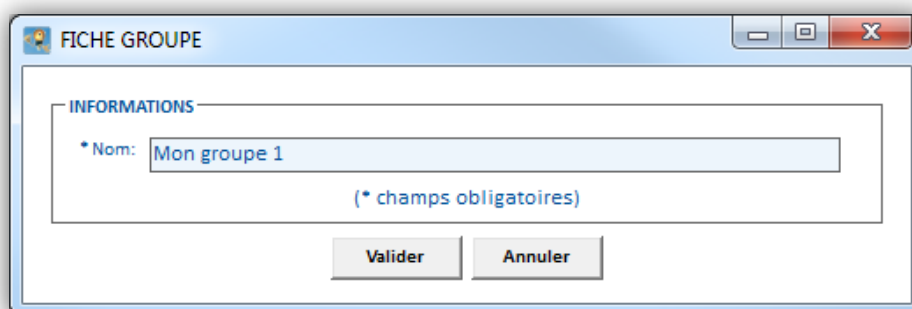 FICHE GROUPE
INFORMATIONS
* Nom: Mon groupe 1
(* champs obligatoires)
Valider Annuler